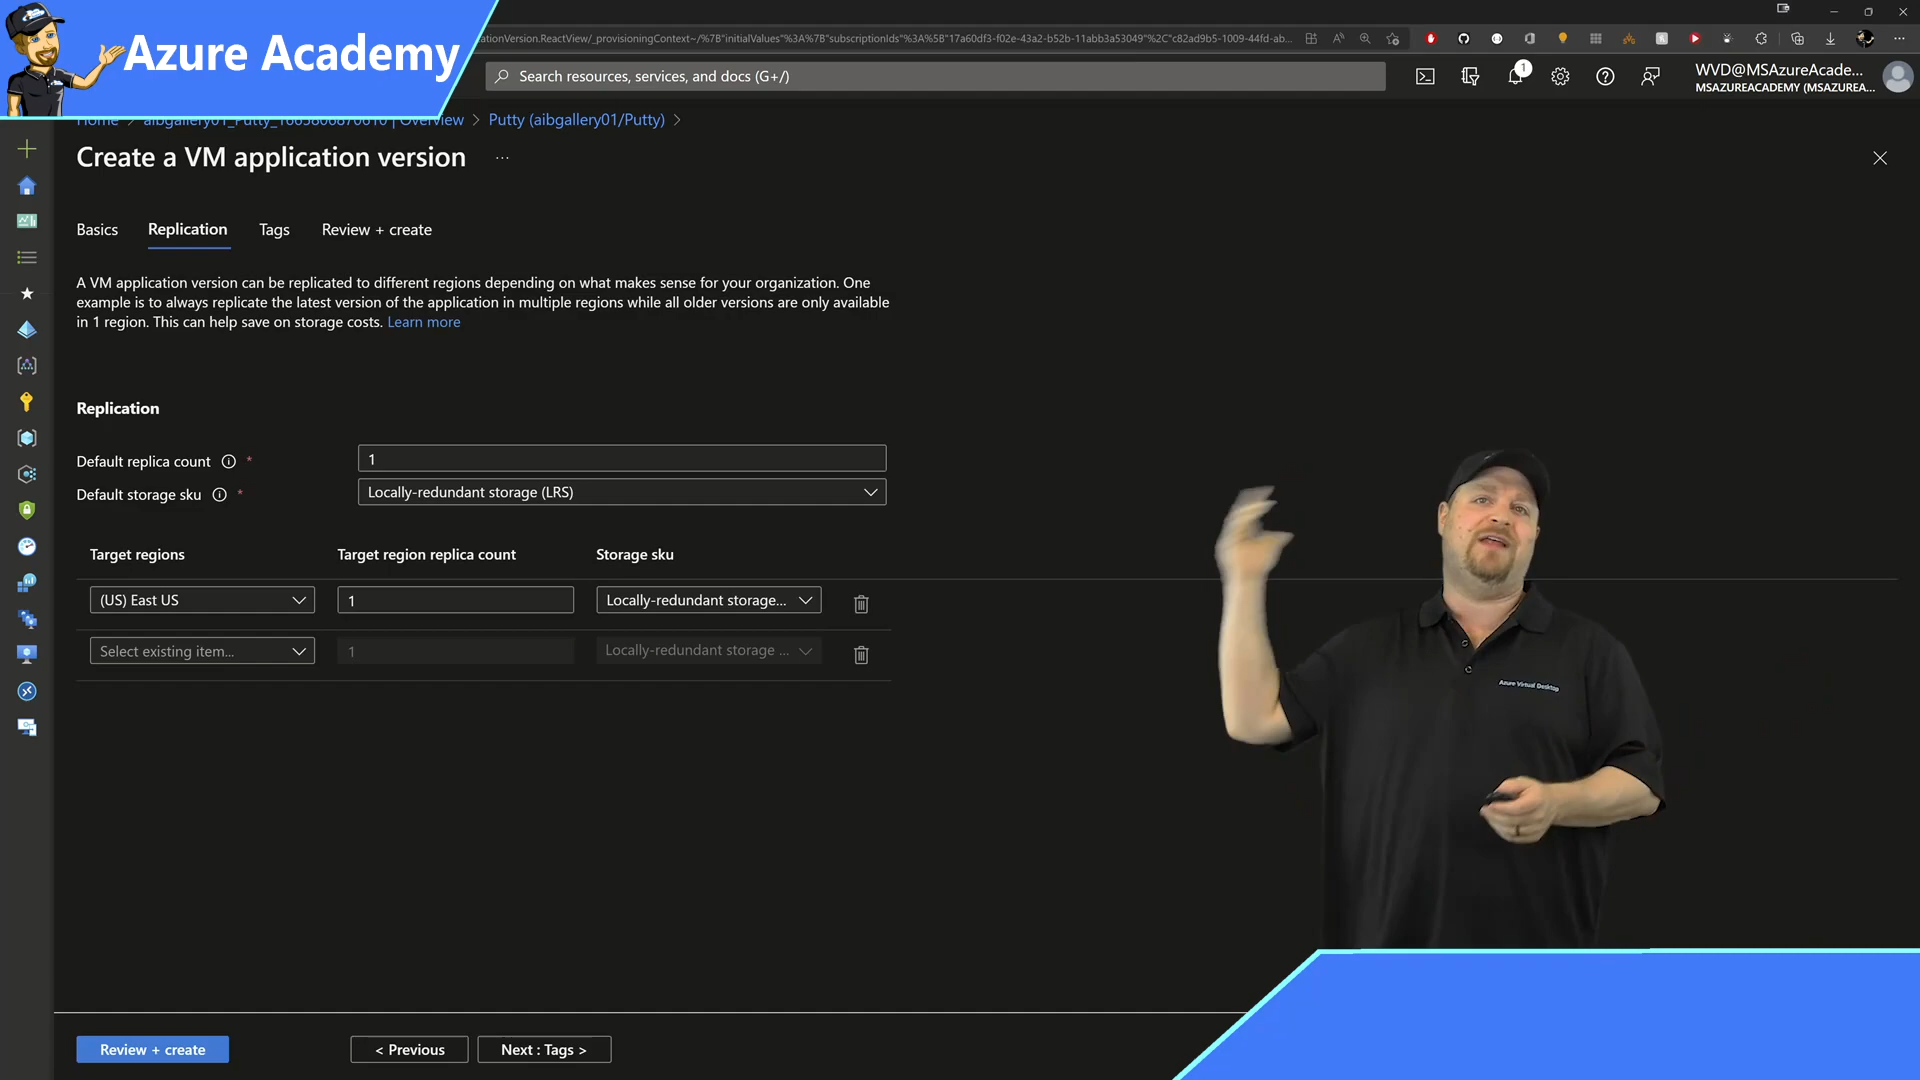 Azure Academy
Search resources, services, and docs (G+/)
1
WVD@MSAzureAcade...
MSAZUREACADEMY (MSAZUREA...
Putty (aibgallery01/Putty)
Create a VM application version
...
Basics
Replication
Tags
Review + create
A VM application version can be replicated to different regions depending on what makes sense for your organization. One
example is to always replicate the latest version of the application in multiple regions while all older versions are only available
in 1 region. This can help save on storage costs. Learn more
Replication
Default replica count *
1
Default storage sku *
Locally-redundant storage (LRS)
Target regions
Target region replica count
Storage sku
(US) East US
1
Locally-redundant storage...
Select existing item...
1
Locally-redundant storage ...
Azure Virtual Desktop
Review + create
< Previous
Next : Tags >